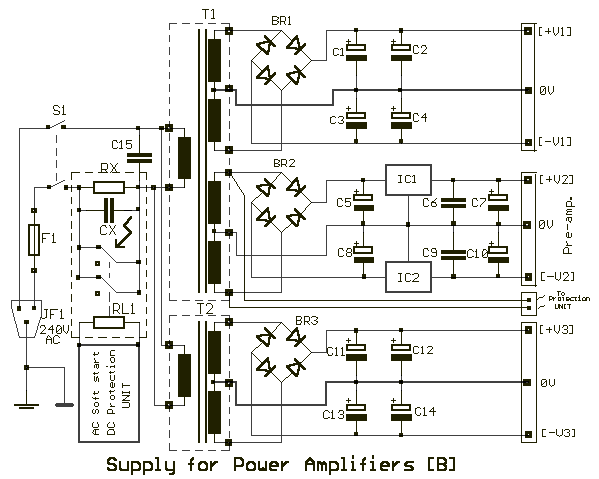 T1
BR1
[+V1]
C1
C2
S1
0V
C15
C3
C4
[-V1]
RX
BR2
IC1
[+V2]
C5
C6
C7
CX
0V
Pre-amp.
F1
C8
C9
C10
IC2
[-V2]
To
Protection
UNIT
JF1
240V
AC
RL1
T2
BR3
[+V3]
C11
C12
AC Soft start
DC Protection
UNIT
0V
C13
C14
[-V3]
Supply for Power Amplifiers [B]